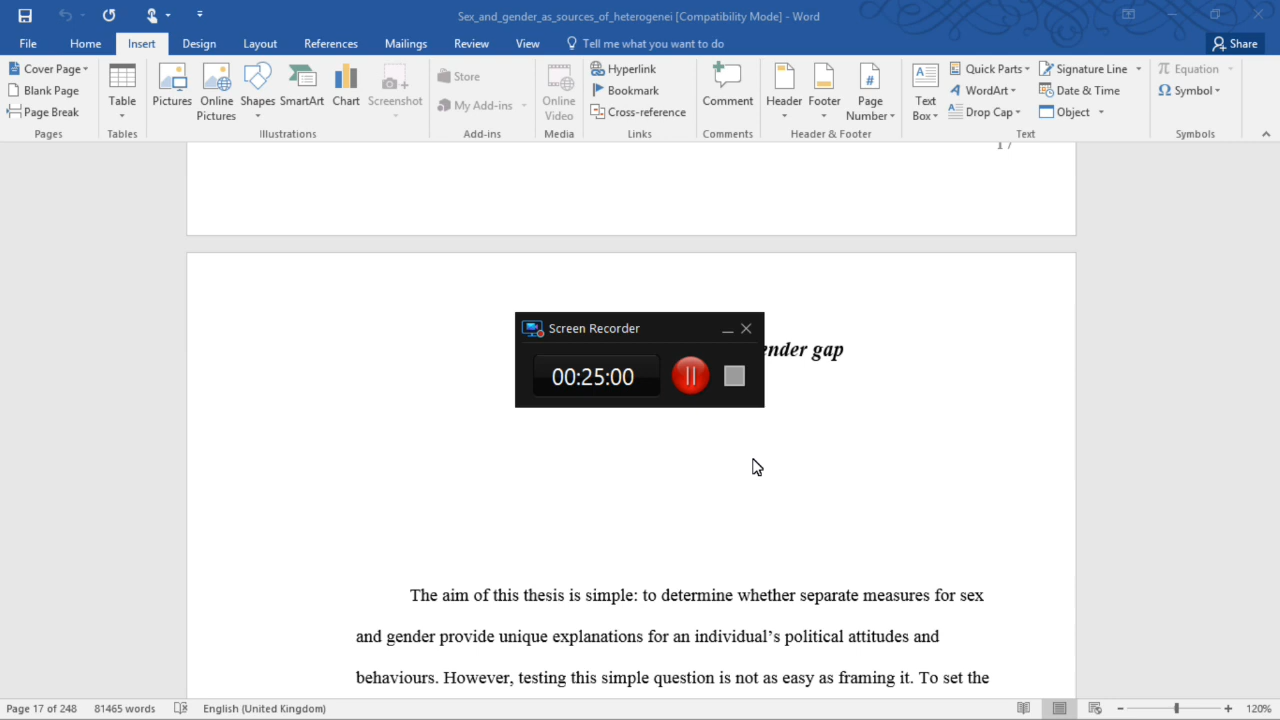 Sex_and_gender_as_sources_of_heterogenei [Compatibility Mode] - Word
File Home Insert Design Layout References Mailings Review View Tell me what you want to do Share
Cover Page
Blank Page
Page Break
Pages
Table
Tables
Pictures
Online Pictures
Shapes
SmartArt
Chart
Screenshot
Illustrations
Store
My Add-ins
Add-ins
Online Video
Media
Hyperlink
Bookmark
Cross-reference
Links
Comment
Comments
Header
Footer
Page Number
Header & Footer
Text Box
Quick Parts
WordArt
Drop Cap
Signature Line
Date & Time
Object
Text
Equation
Symbol
Symbols
17
Screen Recorder
00:25:00
ender gap
The aim of this thesis is simple: to determine whether separate measures for sex
and gender provide unique explanations for an individual's political attitudes and
behaviours. However, testing this simple question is not as easy as framing it. To set the
Page 17 of 248 81465 words English (United Kingdom) 120%